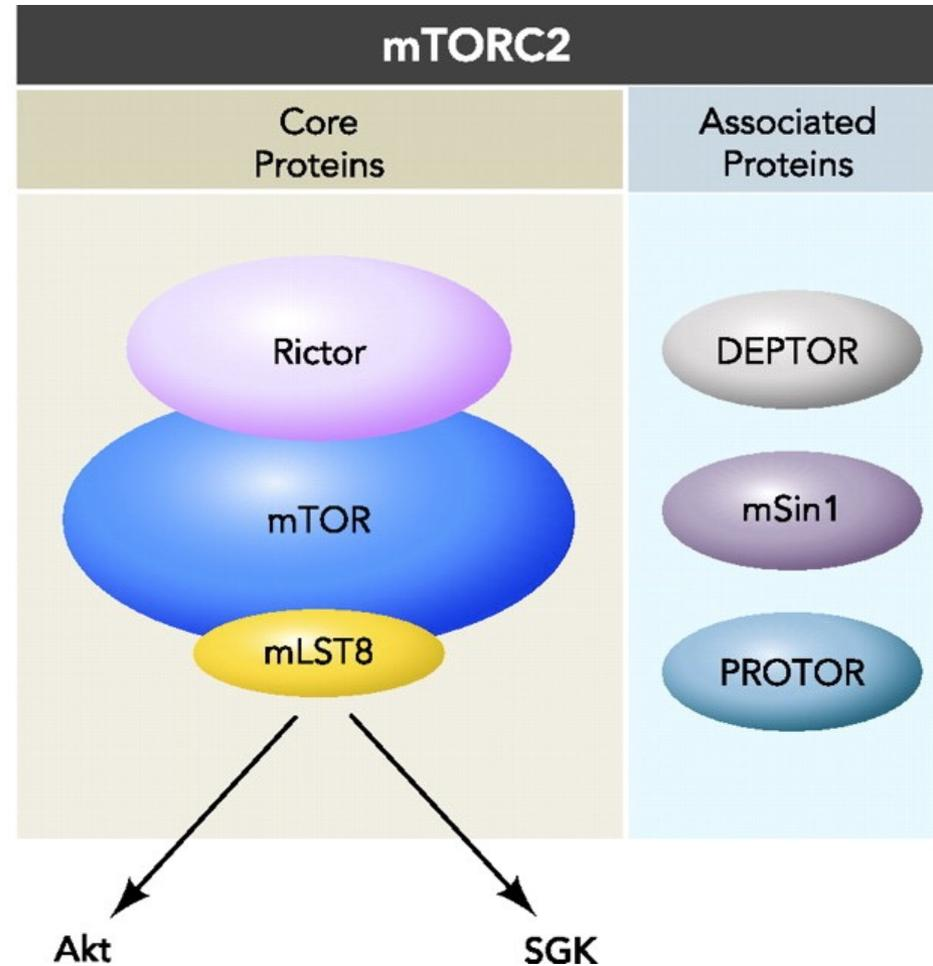 mTORC2
Core
Proteins
Associated
Proteins
Rictor
mTOR
mLST8
DEPTOR
mSin1
PROTOR
Akt
SGK